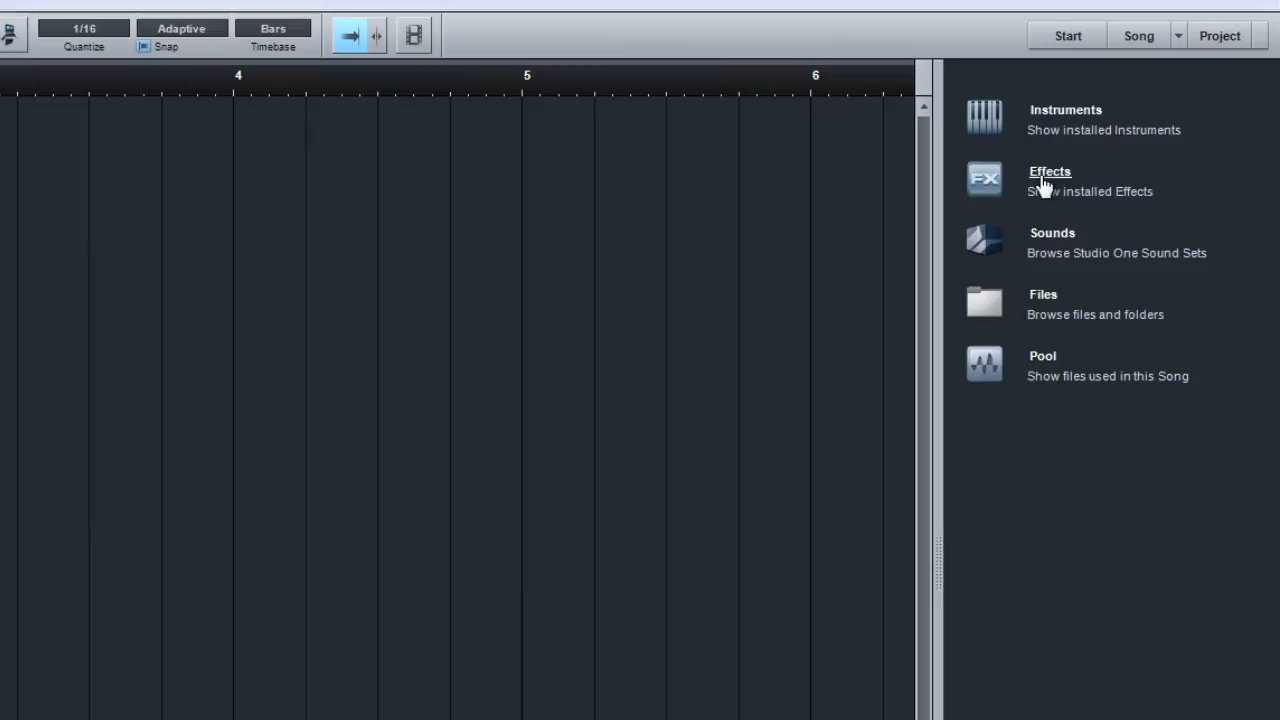 1/16 Adaptive Bars Start Song Project
Quantize Snap Timebase
4 5 6
Instruments
Show installed Instruments
FX Effects
Show installed Effects
Sounds
Browse Studio One Sound Sets
Files
Browse files and folders
Pool
Show files used in this Song